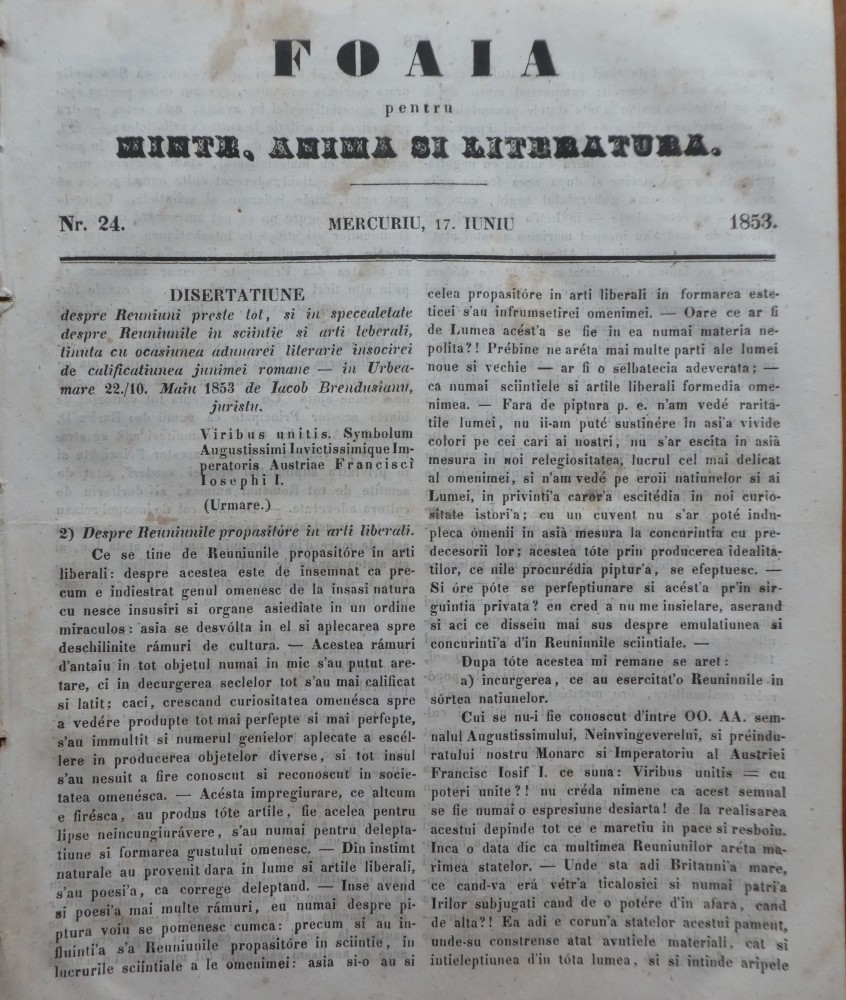 FOAIA
pentru
MINTE, ANIMA SI LITERATURA.
Nr. 24.
MERCURIU, 17. IUNIU
1853.
DISERTATIUNE
despre Reuniuni preste tot, si in specealetate
despre Reuniunile in sciintie si arti leberali,
tinuta cu ocasiunea adunarei literarie insocirei
de calificatiunea junimei romane — in Urbea-
mare 22./10. Maiu 1853 de Iacob Brendusianu,
juristu.
Viribus unitis. Symbolum
Augustissimi Invictissimique Im-
peratoris Austriae Francisci
Iosephi I.
(Urmare.)
2) Despre Reuniunile propasitóre in arti liberali.
Ce se tine de Reuniunile propasitóre in arti
liberali: despre acestea este de insemnat ca pre-
cum e indiestrat genul omenesc de la insasi natura
cu nesce insusiri si organe asiediate in un ordine
miraculos: asia se desvólta in el si aplecarea spre
deschilinite rámuri de cultura. — Acestea rámuri
d'antaiu in tot objetul numai in mic s'au putut are-
tare, ci in decurgerea seclelor tot s'au mai calificat
si latit; caci, crescand curiositatea omenésca spre
a vedére produpte tot mai perfepte si mai perfepte,
s'au immultit si numerul genielor aplecate a escél-
lere in producerea objetelor diverse, si tot insul
s'au nesuit a fire conoscut si reconoscut in socie-
tatea omenésca. — Acésta impregiurare, ce altcum
e firésca, au produs tóte artile, fie acelea pentru
lipse neincungiurávere, s'au numai pentru delepta-
tiune si formarea gustului omenesc. — Din instimt
naturale au provenit dara in lume si artile liberali,
s'au poesi'a, ca correge deleptand. — Inse avend
si poesi'a mai multe rámuri, eu numai despre pi-
ptura voiu se pomenesc cumca: precum si au in-
fluinti'a s'a Reuniunile propasitóre in sciintie, in
lucrurile sciintiale a le omenimei: asia si-o au si
celea propasitóre in arti liberali in formarea este-
ticei s'au infrumsetirei omenimei. — Oare ce ar fi
de Lumea acést'a se fie in ea numai materia ne-
polita?! Prébine ne aréta mai multe parti ale lumei
noue si vechie — ar fi o selbatecia adeverata; —
ca numai sciintiele si artile liberali formedia ome-
nimea. — Fara de piptura p. e. n'am vedé rarita-
tile lumei, nu ii-am puté sustinére in asi'a vivide
colori pe cei cari ai nostri, nu s'ar escita in asià
mesura in noi relegiositatea, lucrul cel mai delicat
al omenimei, si n'am vedé pe eroii natiunelor si ai
Lumei, in privinti'a caror'a escitédia in noi curio-
sitate istori'a; cu un cuvent nu s'ar poté indu-
pleca ómenii in asià mesura la concurintia cu pre-
decesorii lor; acestea tóte prin producerea idealita-
tilor, ce nile procurédia piptur'a, se efeptuesc. —
Si óre póte se perfeptiunare si acést'a pr'in sir-
guintia privata? eu cred a nu me insielare, aserand
si aci ce disseiu mai sus despre emulatiunea si
concurinti'a d'in Reuninnile sciintiale. —
Dupa tóte acestea mi remane se aret:
a) incurgerea, ce au esercitat'o Reuninnile in
sórtea natiunelor.
Cui se nu-i fie conoscut d'intre OO. AA. sem-
nalul Augustissimului, Neinvingeverelui, si préindu-
ratului nostru Monarc si Imperatoriu al Austriei
Francisc Iosif I. ce suna: Viribus unitis = cu
poteri unite?! nu créda nimene ca acest semnal
se fie numai o espresiune desiarta! de la realisarea
acestui depinde tot ce e maretiu in pace si resboiu.
Inca o data dic ca multimea Reuniunilor aréta ma-
rimea statelor. — Unde sta adi Britanni'a mare,
ce cand-va erá vétr'a ticalosiei si numai patri'a
Irilor subjugati cand de o potére d'in afara, cand
de alta?! Ea adi e corun'a statelor acestui pament,
unde-su constrense atat avutiele materiali, cat si
intieleptiunea d'in tóta lumea, si si intinde aripele